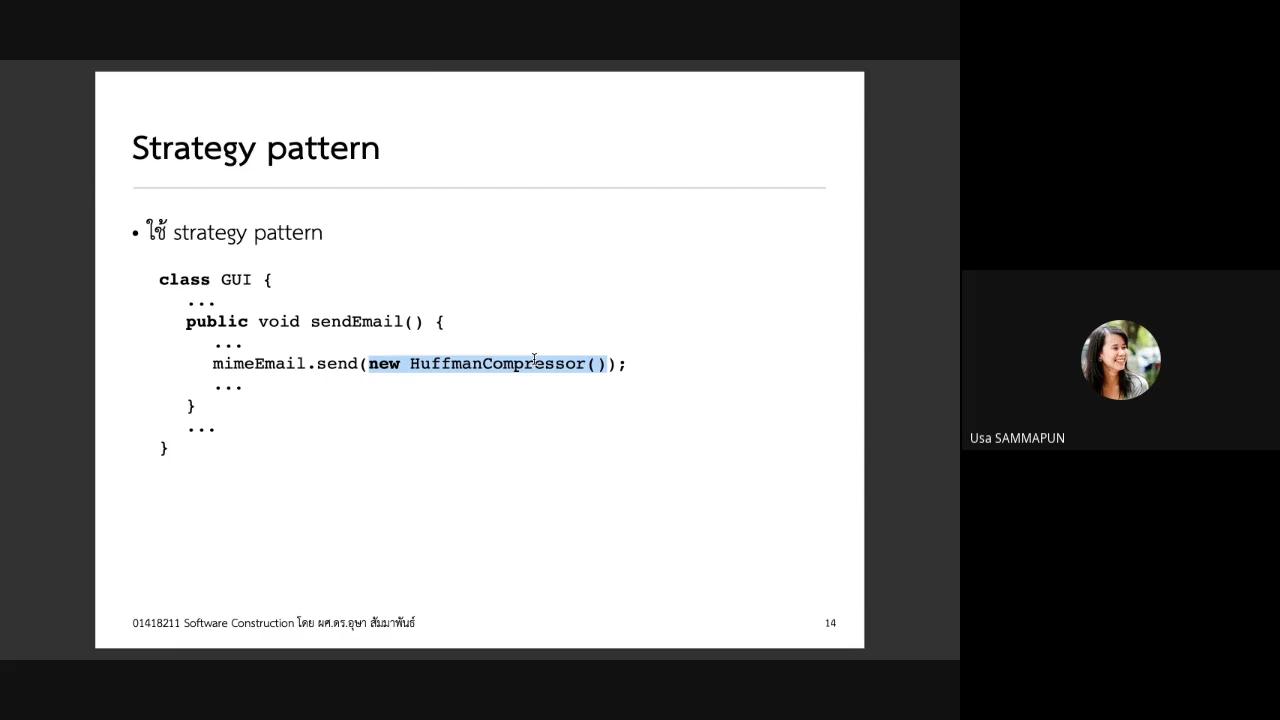 Strategy pattern
• ใช้ strategy pattern
class GUI {
...
public void sendEmail() {
...
mimeEmail.send(new HuffmanCompressor());
...
}
...
}
01418211 Software Construction โดย ผศ.ดร.อุษา สัมมาพันธ์
14
Usa SAMMAPUN